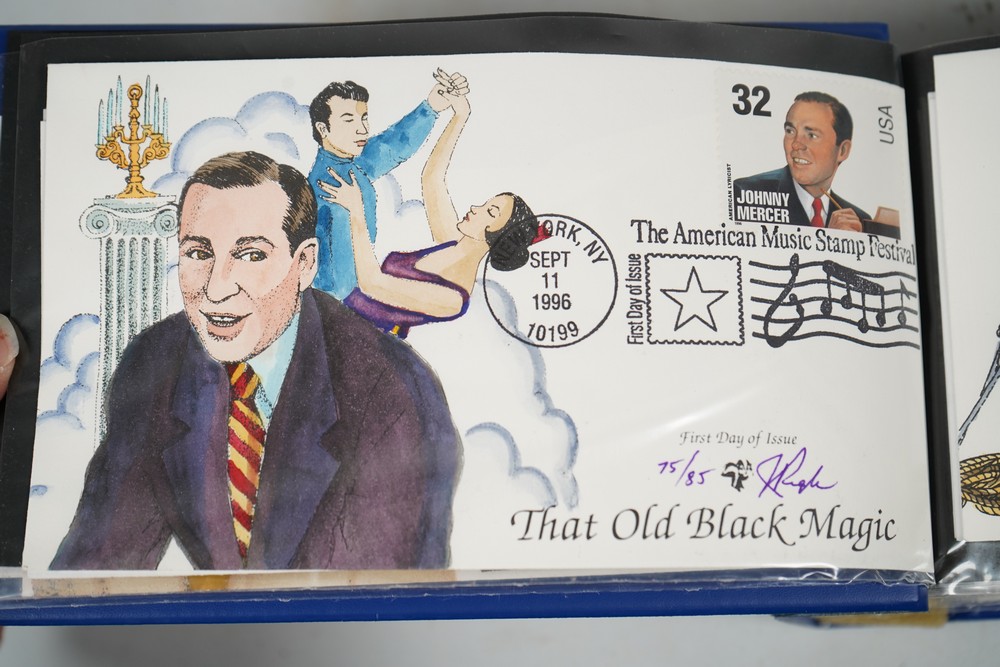 32
USA
AMERICAN LYRICIST
JOHNNY
MERCER
NEW YORK, NY
SEPT
11
1996
10199
The American Music Stamp Festival
First Day of Issue
First Day of Issue
75/85
That Old Black Magic